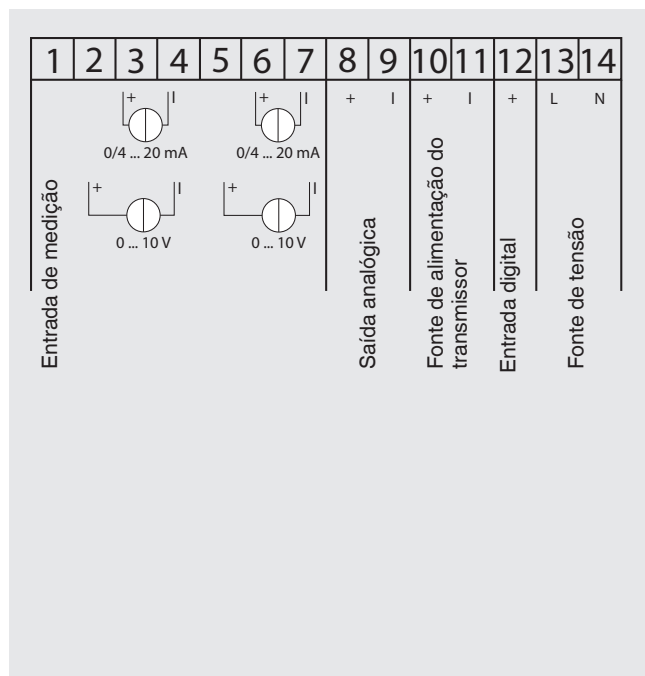 1 2 3 4 5 6 7 8 9 10 11 12 13 14
+ I + I + I + I + L N
0/4 ... 20 mA 0/4 ... 20 mA
+ I + I
0 ... 10 V 0 ... 10 V
Entrada de medição
Saída analógica
Fonte de alimentação do
transmissor
Entrada digital
Fonte de tensão